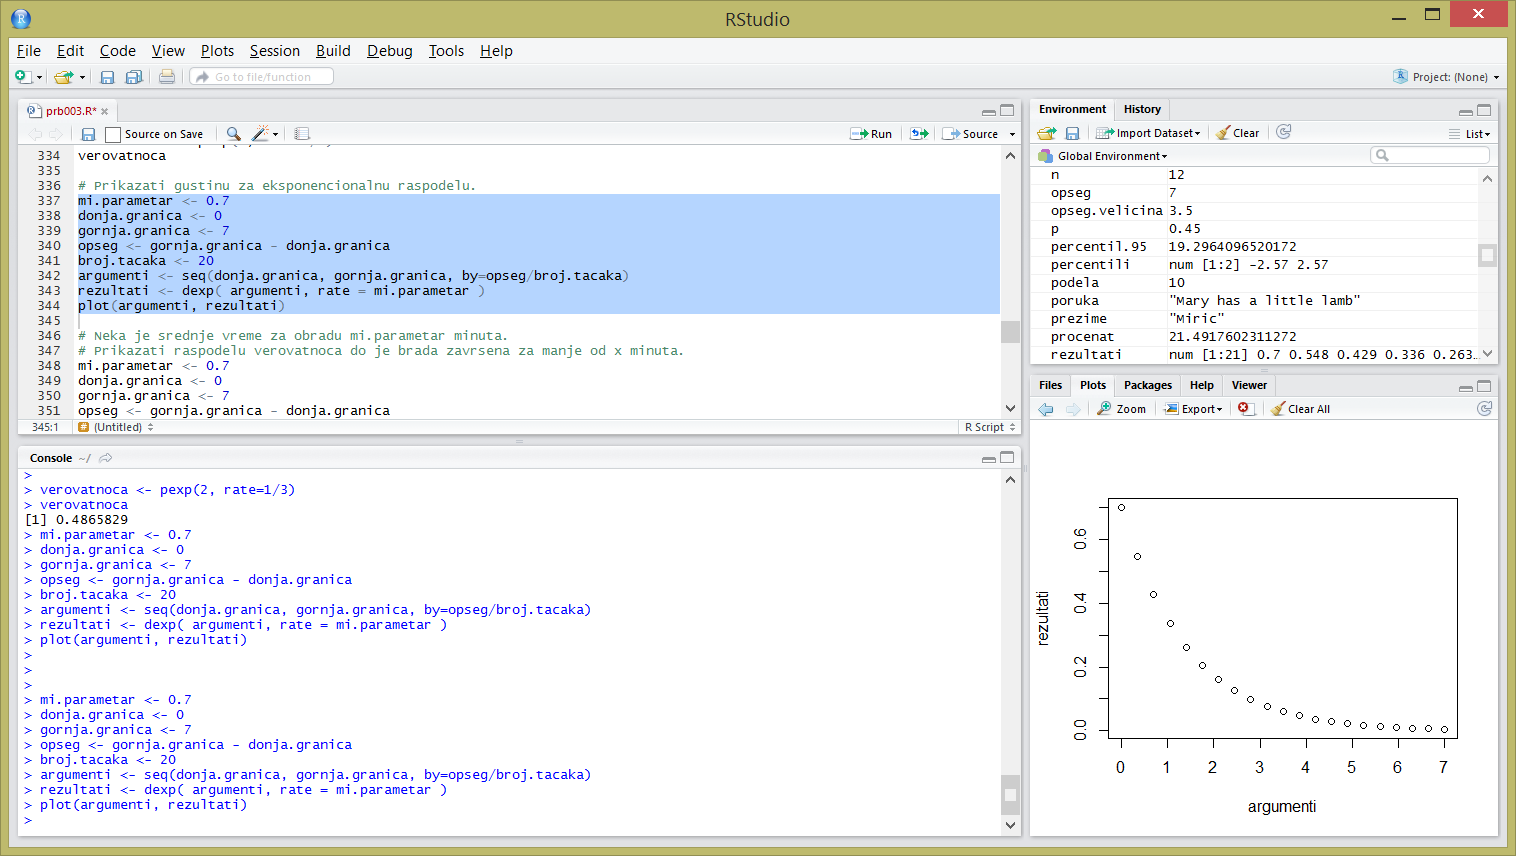 RStudio
File Edit Code View Plots Session Build Debug Tools Help
Go to file/function
Project: (None)
prb003.R*
Source on Save
Run
Source
334 verovatnoca
335
336 # Prikazati gustinu za eksponencionalnu raspodelu.
337 mi.parametar <- 0.7
338 donja.granica <- 0
339 gornja.granica <- 7
340 opseg <- gornja.granica - donja.granica
341 broj.tacaka <- 20
342 argumenti <- seq(donja.granica, gornja.granica, by=opseg/broj.tacaka)
343 rezultati <- dexp( argumenti, rate = mi.parametar )
344 plot(argumenti, rezultati)
345
346 # Neka je srednje vreme za obradu mi.parametar minuta.
347 # Prikazati raspodelu verovatnoca do je brada zavrsena za manje od x minuta.
348 mi.parametar <- 0.7
349 donja.granica <- 0
350 gornja.granica <- 7
351 opseg <- gornja.granica - donja.granica
345:1 # (Untitled) R Script
Console ~/
>
> verovatnoca <- pexp(2, rate=1/3)
> verovatnoca
[1] 0.4865829
> mi.parametar <- 0.7
> donja.granica <- 0
> gornja.granica <- 7
> opseg <- gornja.granica - donja.granica
> broj.tacaka <- 20
> argumenti <- seq(donja.granica, gornja.granica, by=opseg/broj.tacaka)
> rezultati <- dexp( argumenti, rate = mi.parametar )
> plot(argumenti, rezultati)
>
>
>
> mi.parametar <- 0.7
> donja.granica <- 0
> gornja.granica <- 7
> opseg <- gornja.granica - donja.granica
> broj.tacaka <- 20
> argumenti <- seq(donja.granica, gornja.granica, by=opseg/broj.tacaka)
> rezultati <- dexp( argumenti, rate = mi.parametar )
> plot(argumenti, rezultati)
>
Environment History
Import Dataset Clear List
Global Environment
n 12
opseg 7
opseg.velicina 3.5
p 0.45
percentil.95 19.2964096520172
percentili num [1:2] -2.57 2.57
podela 10
poruka "Mary has a little lamb"
prezime "Miric"
procenat 21.4917602311272
rezultati num [1:21] 0.7 0.548 0.429 0.336 0.263...
Files Plots Packages Help Viewer
Zoom Export Clear All
rezultati
0.6
0.4
0.2
0.0
0 1 2 3 4 5 6 7
argumenti